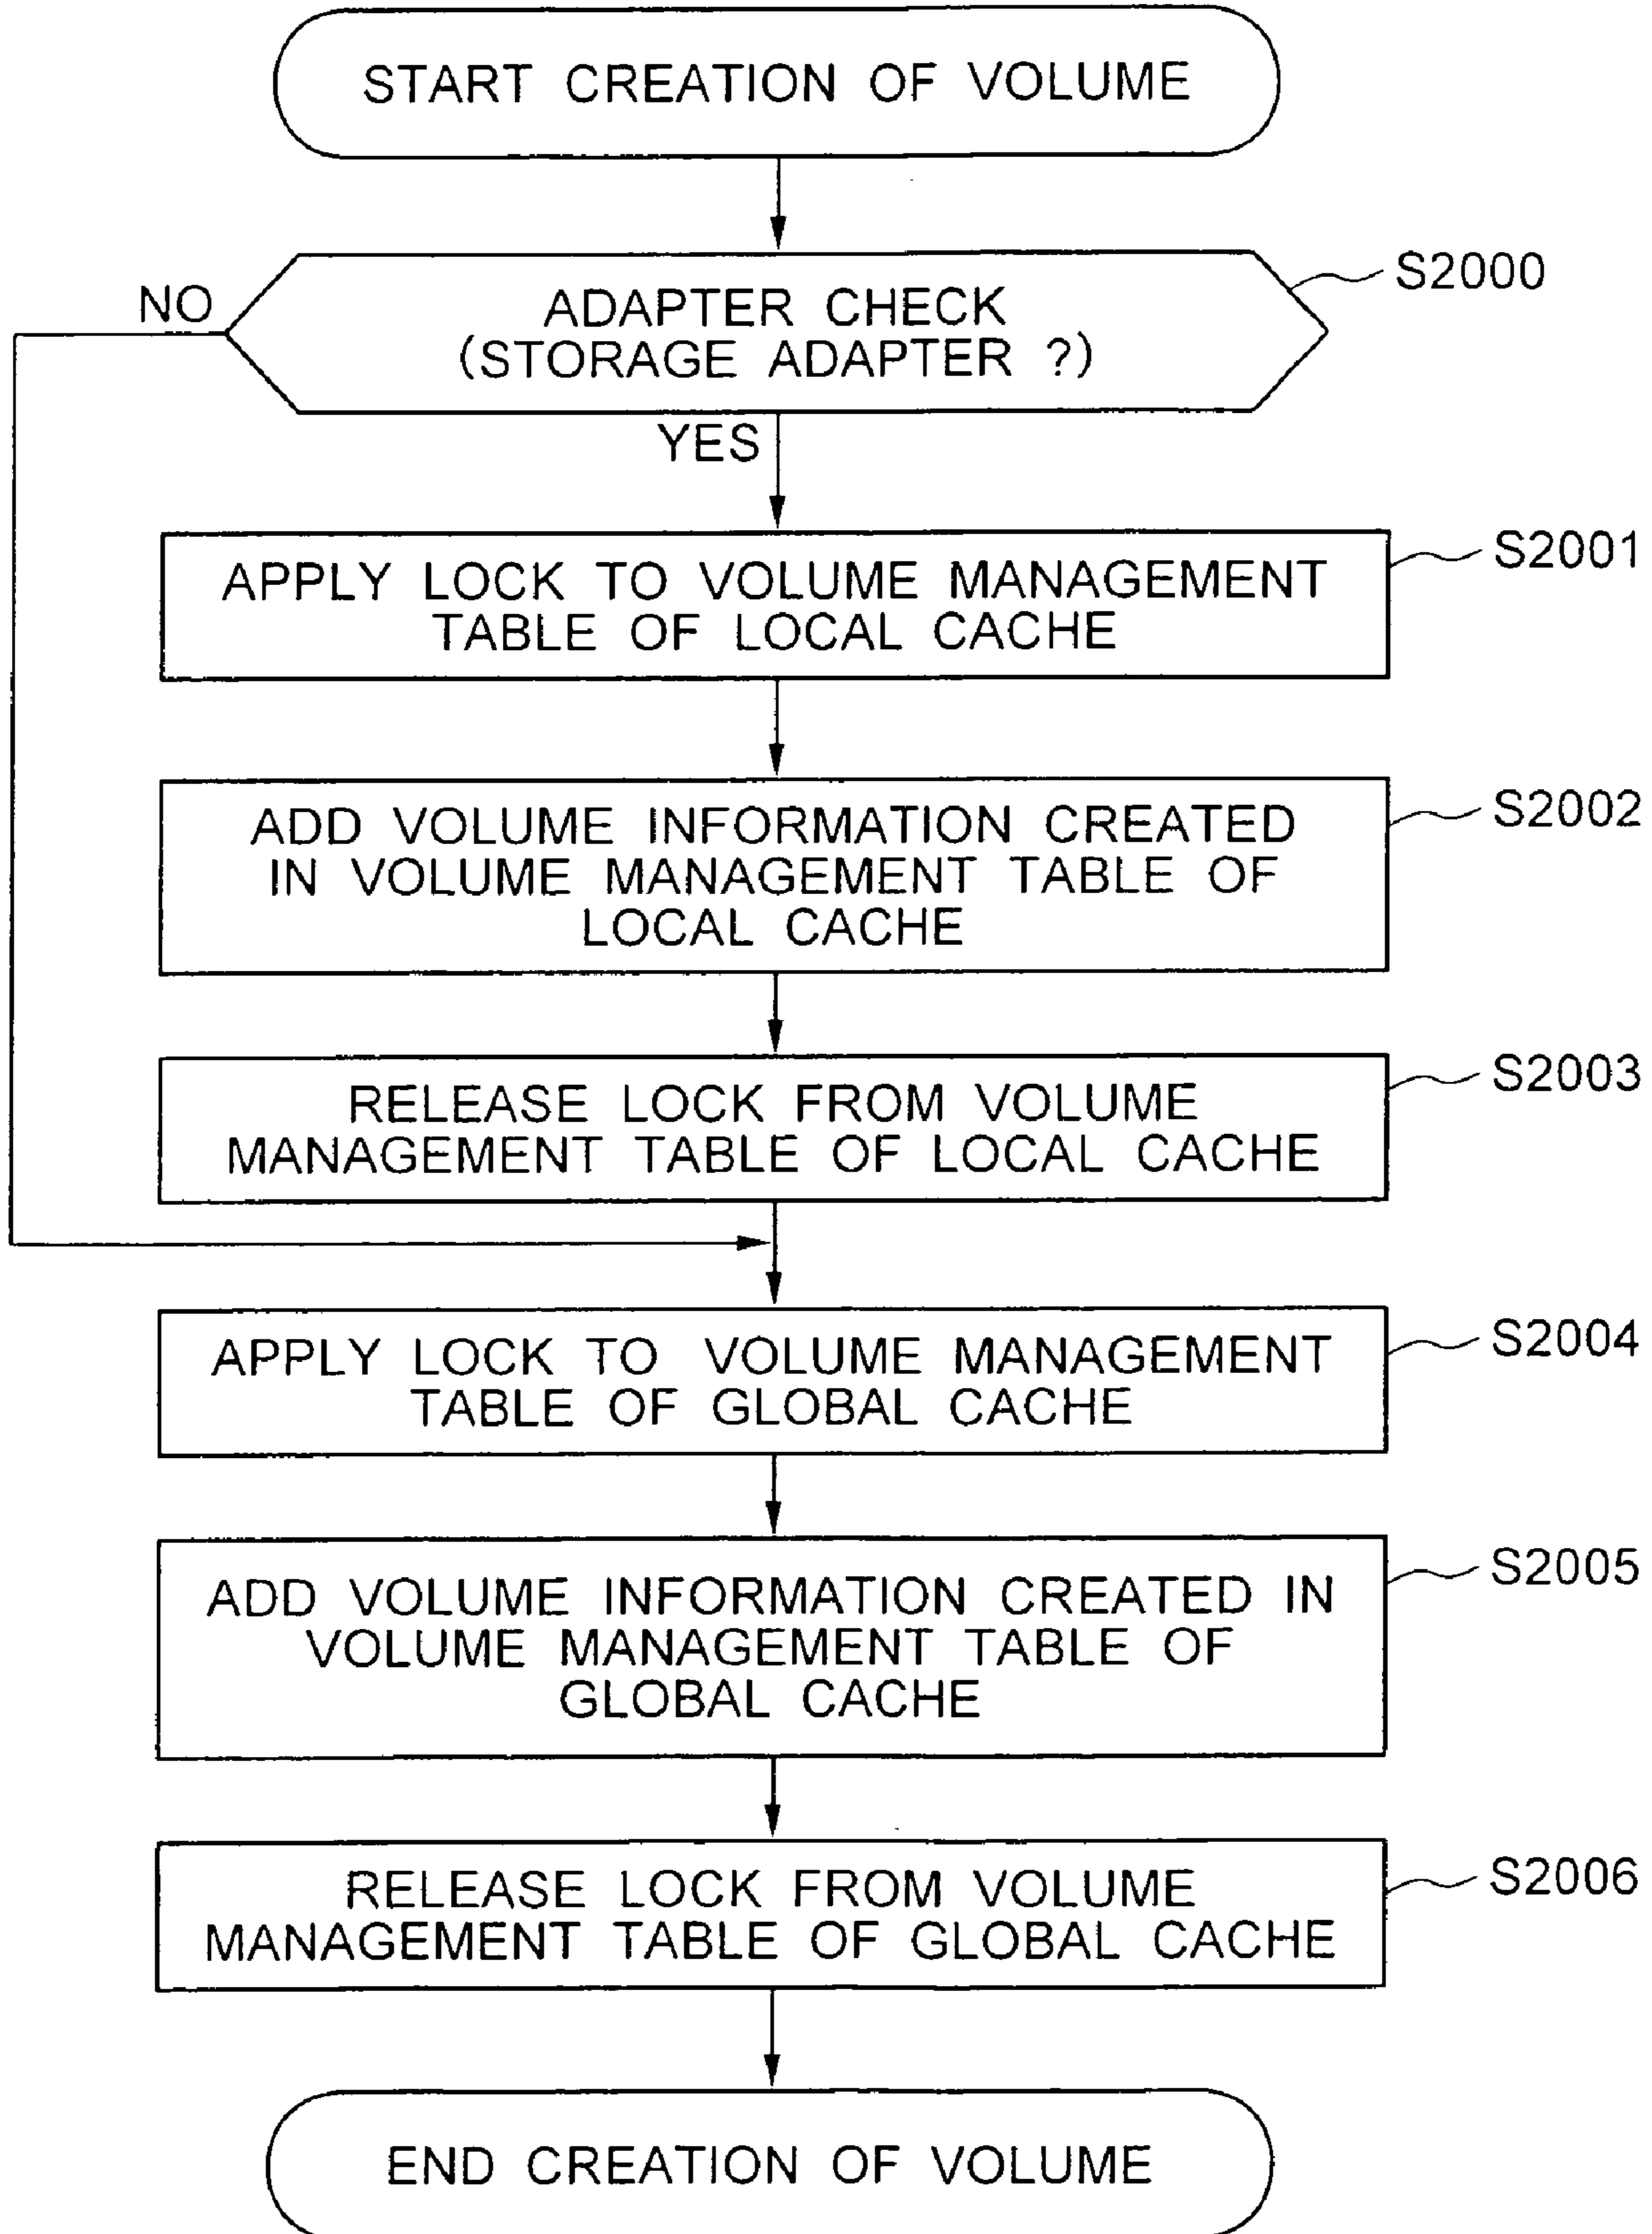 START CREATION OF VOLUME
S2000
NO
ADAPTER CHECK
(STORAGE ADAPTER ?)
YES
S2001
APPLY LOCK TO VOLUME MANAGEMENT
TABLE OF LOCAL CACHE
S2002
ADD VOLUME INFORMATION CREATED
IN VOLUME MANAGEMENT TABLE OF
LOCAL CACHE
S2003
RELEASE LOCK FROM VOLUME
MANAGEMENT TABLE OF LOCAL CACHE
S2004
APPLY LOCK TO VOLUME MANAGEMENT
TABLE OF GLOBAL CACHE
S2005
ADD VOLUME INFORMATION CREATED IN
VOLUME MANAGEMENT TABLE OF
GLOBAL CACHE
S2006
RELEASE LOCK FROM VOLUME
MANAGEMENT TABLE OF GLOBAL CACHE
END CREATION OF VOLUME